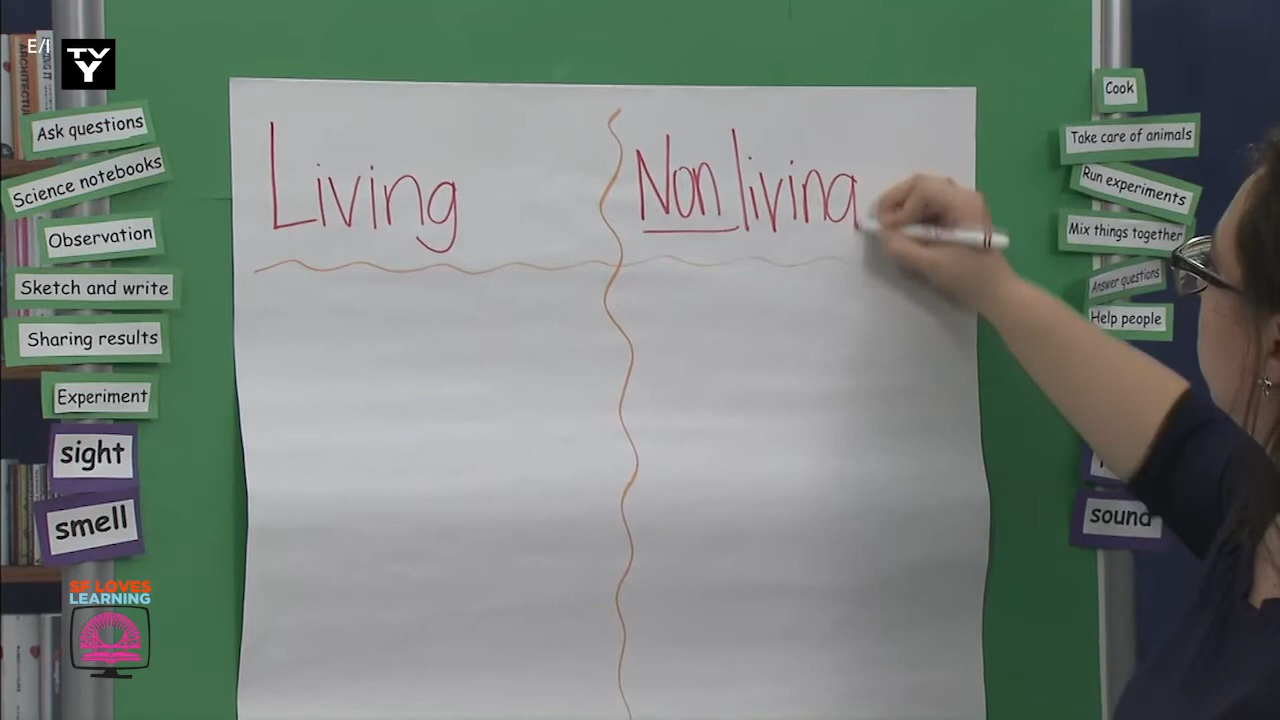 E/I
TV
Y
ARCHITECTU
Ask questions
Science notebooks
Observation
Sketch and write
Sharing results
Experiment
sight
smell
SF LOVES
LEARNING
Living
Non living
Cook
Take care of animals
Run experiments
Mix things together
Answer questions
Help people
sound